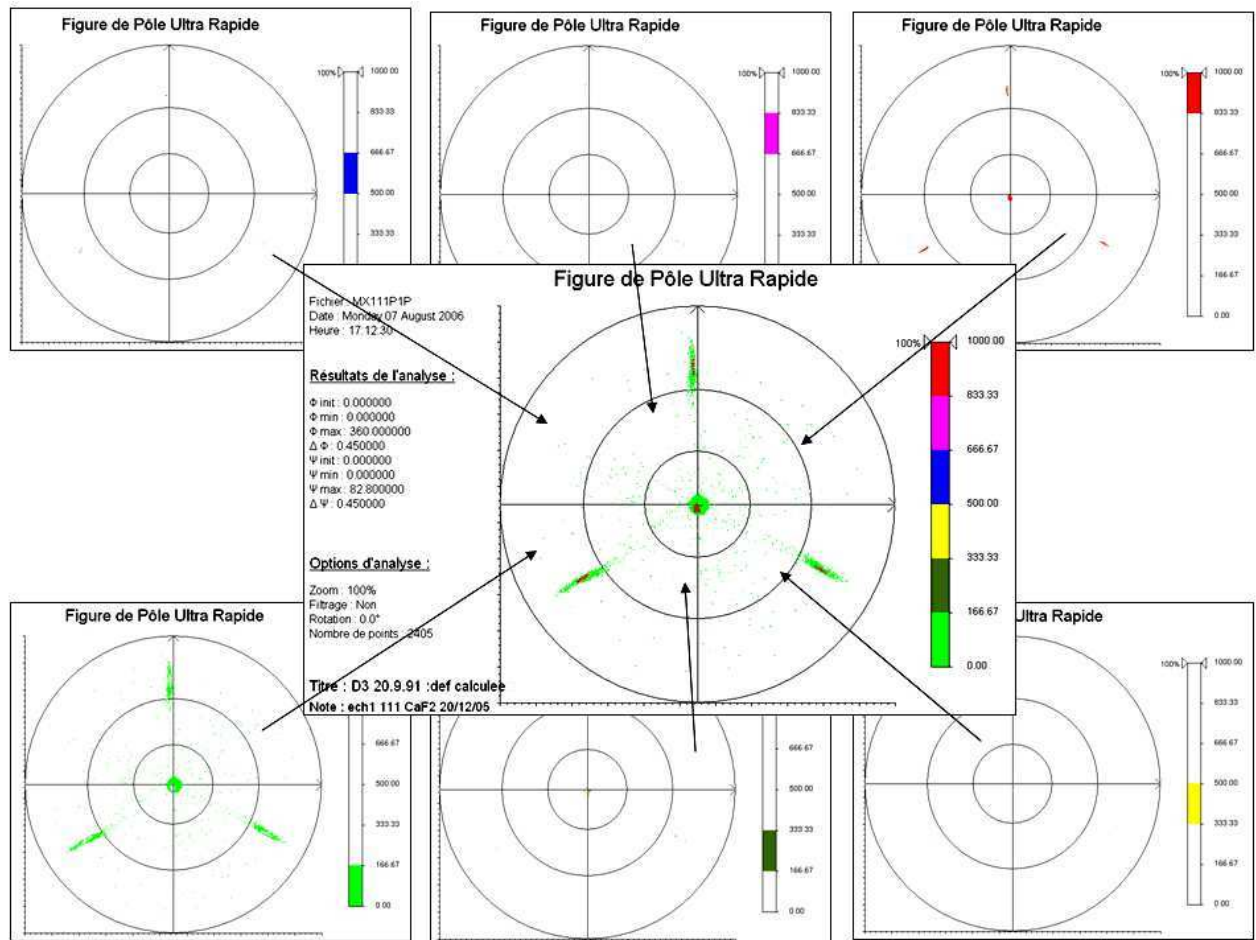 Figure de Pôle Ultra Rapide
100%
1000.00
833.33
666.67
500.00
333.33
Figure de Pôle Ultra Rapide
100%
1000.00
833.33
666.67
500.00
333.33
Figure de Pôle Ultra Rapide
100%
1000.00
833.33
666.67
500.00
333.33
166.67
0.00
Figure de Pôle Ultra Rapide
Fichier : MX111P1P
Date : Monday 07 August 2006
Heure : 17:12:30
Résultats de l'analyse :
Φ init : 0.000000
Φ min : 0.000000
Φ max : 360.000000
Δ Φ : 0.450000
Ψ init : 0.000000
Ψ min : 0.000000
Ψ max : 82.800000
Δ Ψ : 0.450000
Options d'analyse :
Zoom : 100%
Filtrage : Non
Rotation : 0.0°
Nombre de points : 2405
Titre : D3 20.9.91 :def calculee
Note : ech1 111 CaF2 20/12/05
100%
1000.00
833.33
666.67
500.00
333.33
166.67
0.00
Figure de Pôle Ultra Rapide
666.67
500.00
333.33
166.67
0.00
666.67
500.00
333.33
166.67
0.00
ltra Rapide
100%
1000.00
833.33
666.67
500.00
333.33
166.67
0.00